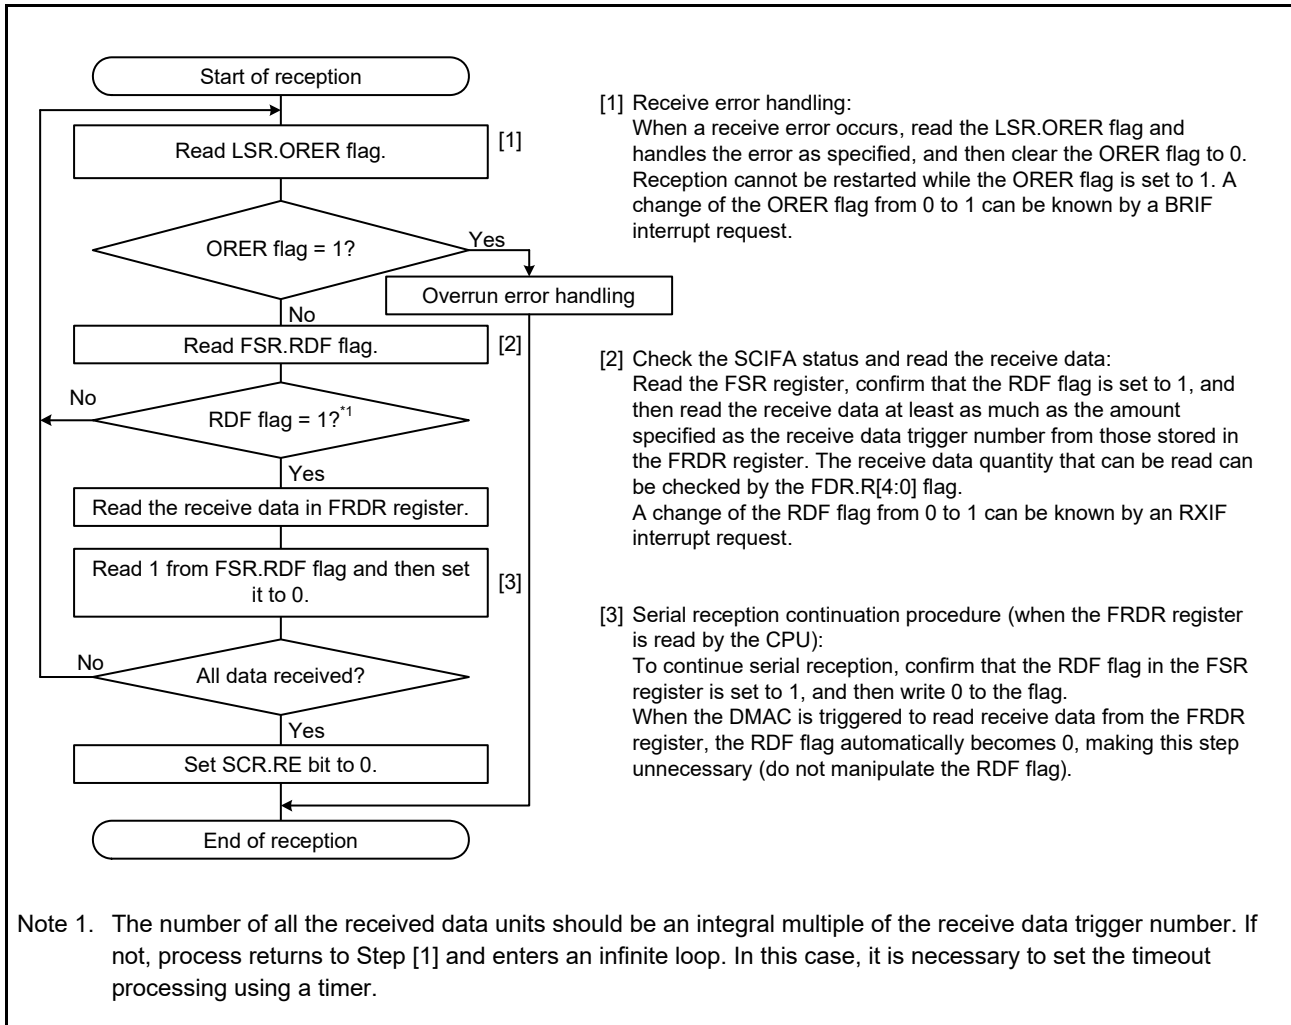 Start of reception
Read LSR.ORER flag.
[1]
ORER flag = 1?
Yes
Overrun error handling
No
Read FSR.RDF flag.
[2]
No
RDF flag = 1?*1
Yes
Read the receive data in FRDR register.
Read 1 from FSR.RDF flag and then set
it to 0.
[3]
No
All data received?
Yes
Set SCR.RE bit to 0.
End of reception
[1] Receive error handling:
When a receive error occurs, read the LSR.ORER flag and
handles the error as specified, and then clear the ORER flag to 0.
Reception cannot be restarted while the ORER flag is set to 1. A
change of the ORER flag from 0 to 1 can be known by a BRIF
interrupt request.
[2] Check the SCIFA status and read the receive data:
Read the FSR register, confirm that the RDF flag is set to 1, and
then read the receive data at least as much as the amount
specified as the receive data trigger number from those stored in
the FRDR register. The receive data quantity that can be read can
be checked by the FDR.R[4:0] flag.
A change of the RDF flag from 0 to 1 can be known by an RXIF
interrupt request.
[3] Serial reception continuation procedure (when the FRDR register
is read by the CPU):
To continue serial reception, confirm that the RDF flag in the FSR
register is set to 1, and then write 0 to the flag.
When the DMAC is triggered to read receive data from the FRDR
register, the RDF flag automatically becomes 0, making this step
unnecessary (do not manipulate the RDF flag).
Note 1. The number of all the received data units should be an integral multiple of the receive data trigger number. If
not, process returns to Step [1] and enters an infinite loop. In this case, it is necessary to set the timeout
processing using a timer.